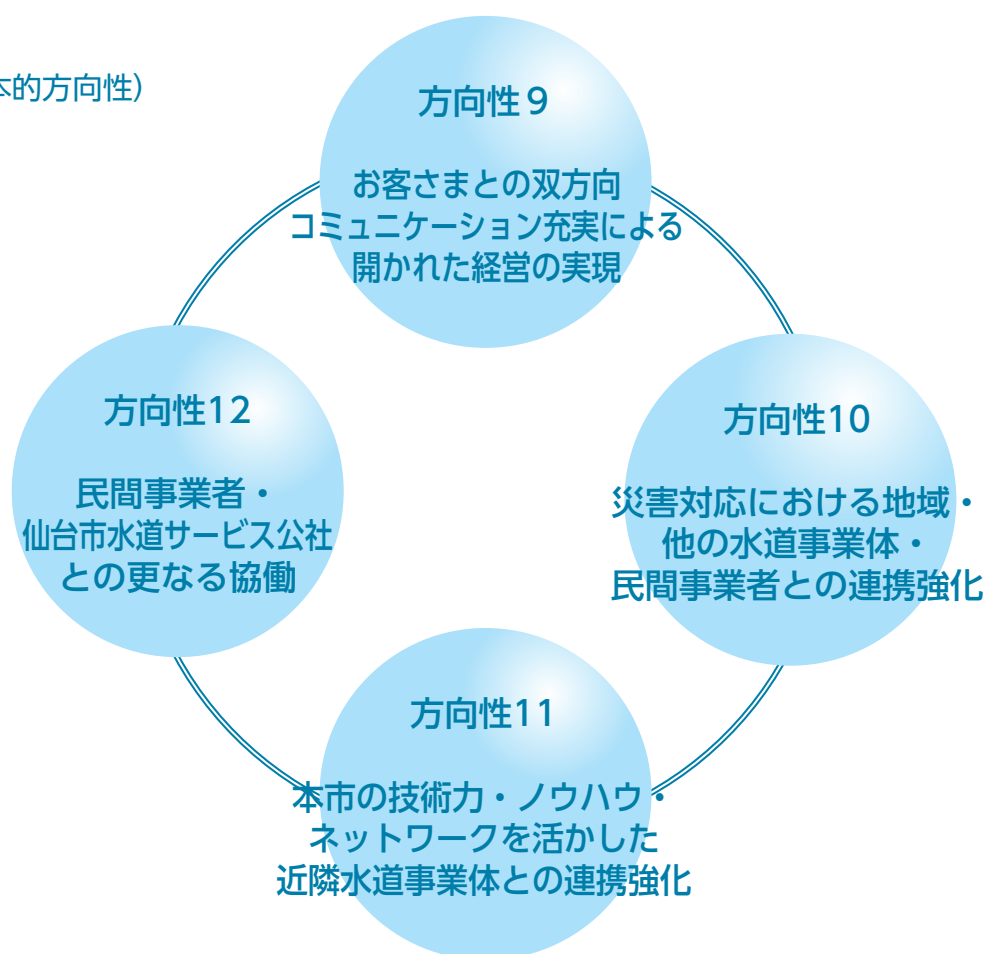 本的方向性）
方向性９
お客さまとの双方向
コミュニケーション充実による
開かれた経営の実現
方向性10
災害対応における地域・
他の水道事業体・
民間事業者との連携強化
方向性11
本市の技術力・ノウハウ・
ネットワークを活かした
近隣水道事業体との連携強化
方向性12
民間事業者・
仙台市水道サービス公社
との更なる協働